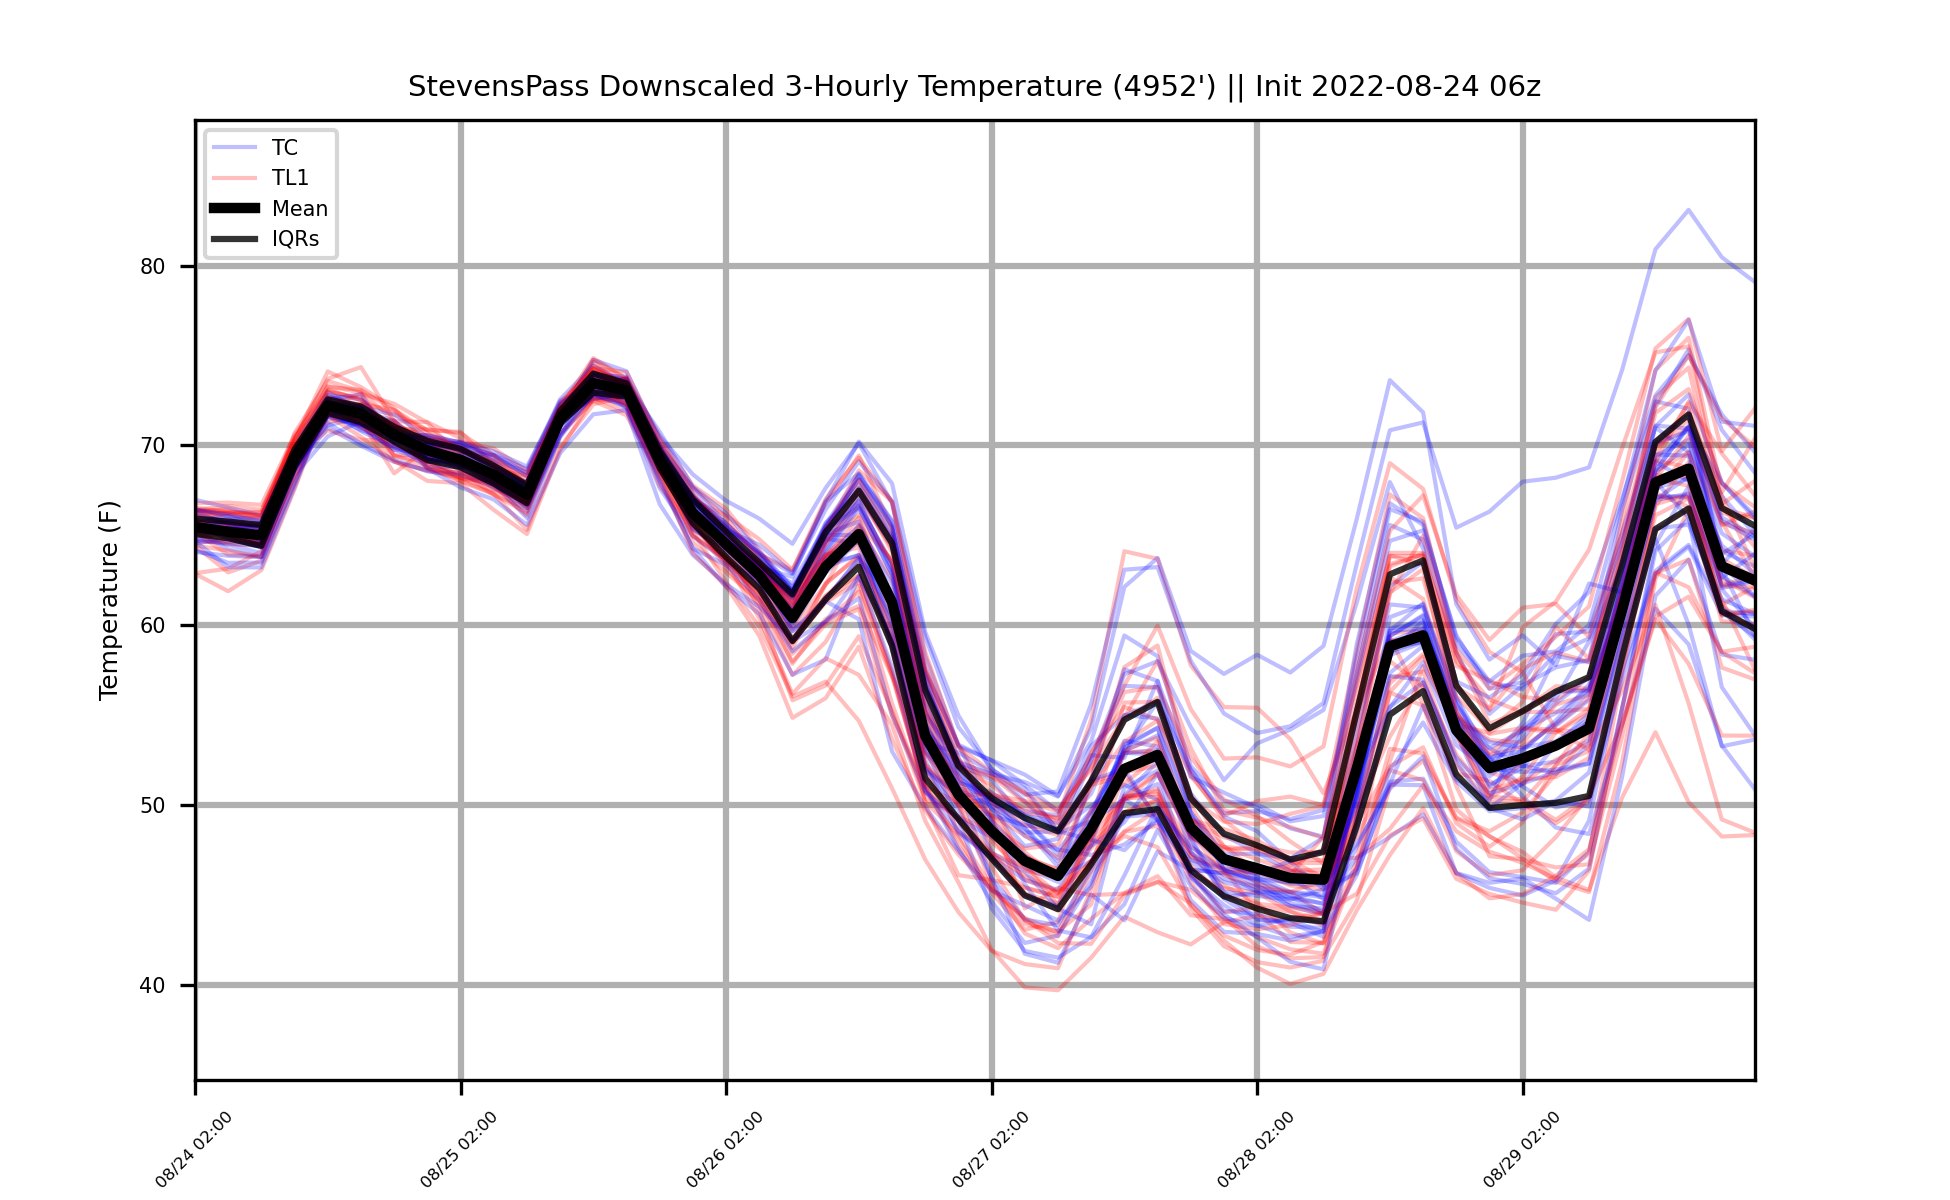 StevensPass Downscaled 3-Hourly Temperature (4952') || Init 2022-08-24 06z
TC
TL1
Mean
IQRs
Temperature (F)
80
70
60
50
40
08/24 02:00
08/25 02:00
08/26 02:00
08/27 02:00
08/28 02:00
08/29 02:00